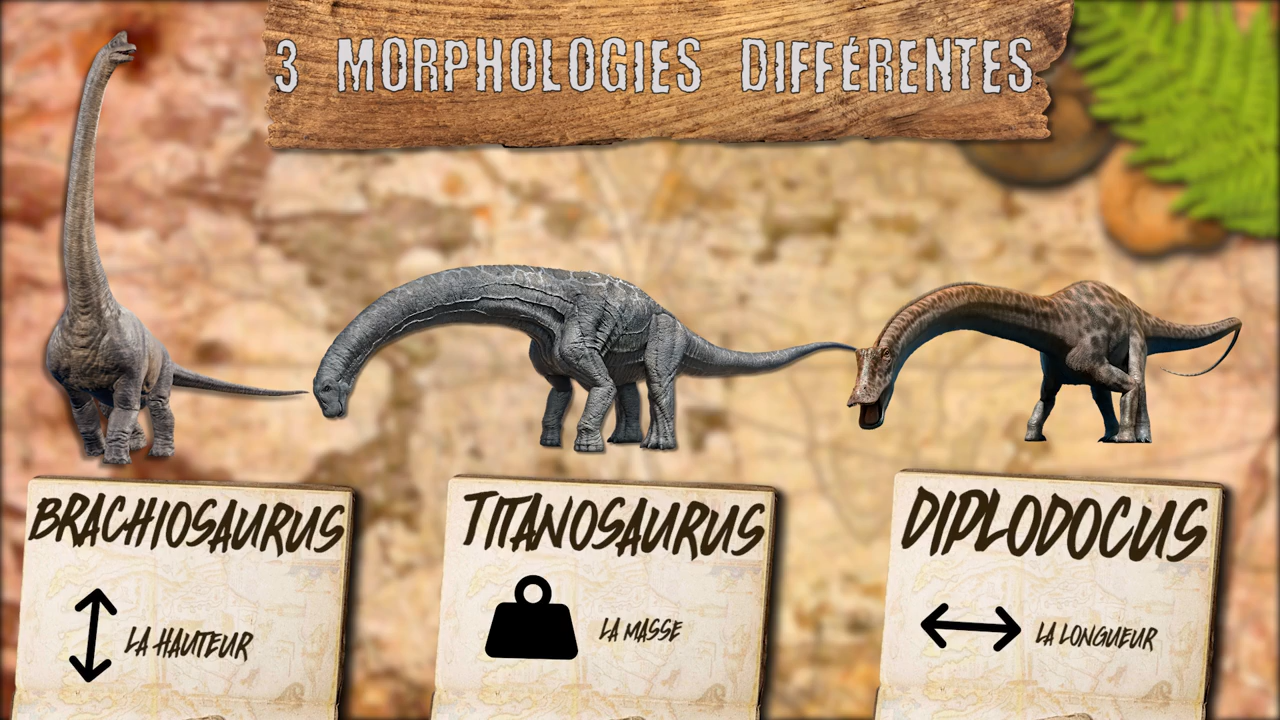 3 MORPHOLOGIES DIFFÉRENTES
BRACHIOSAURUS
LA HAUTEUR
TITANOSAURUS
LA MASSE
DIPLODOCUS
LA LONGUEUR